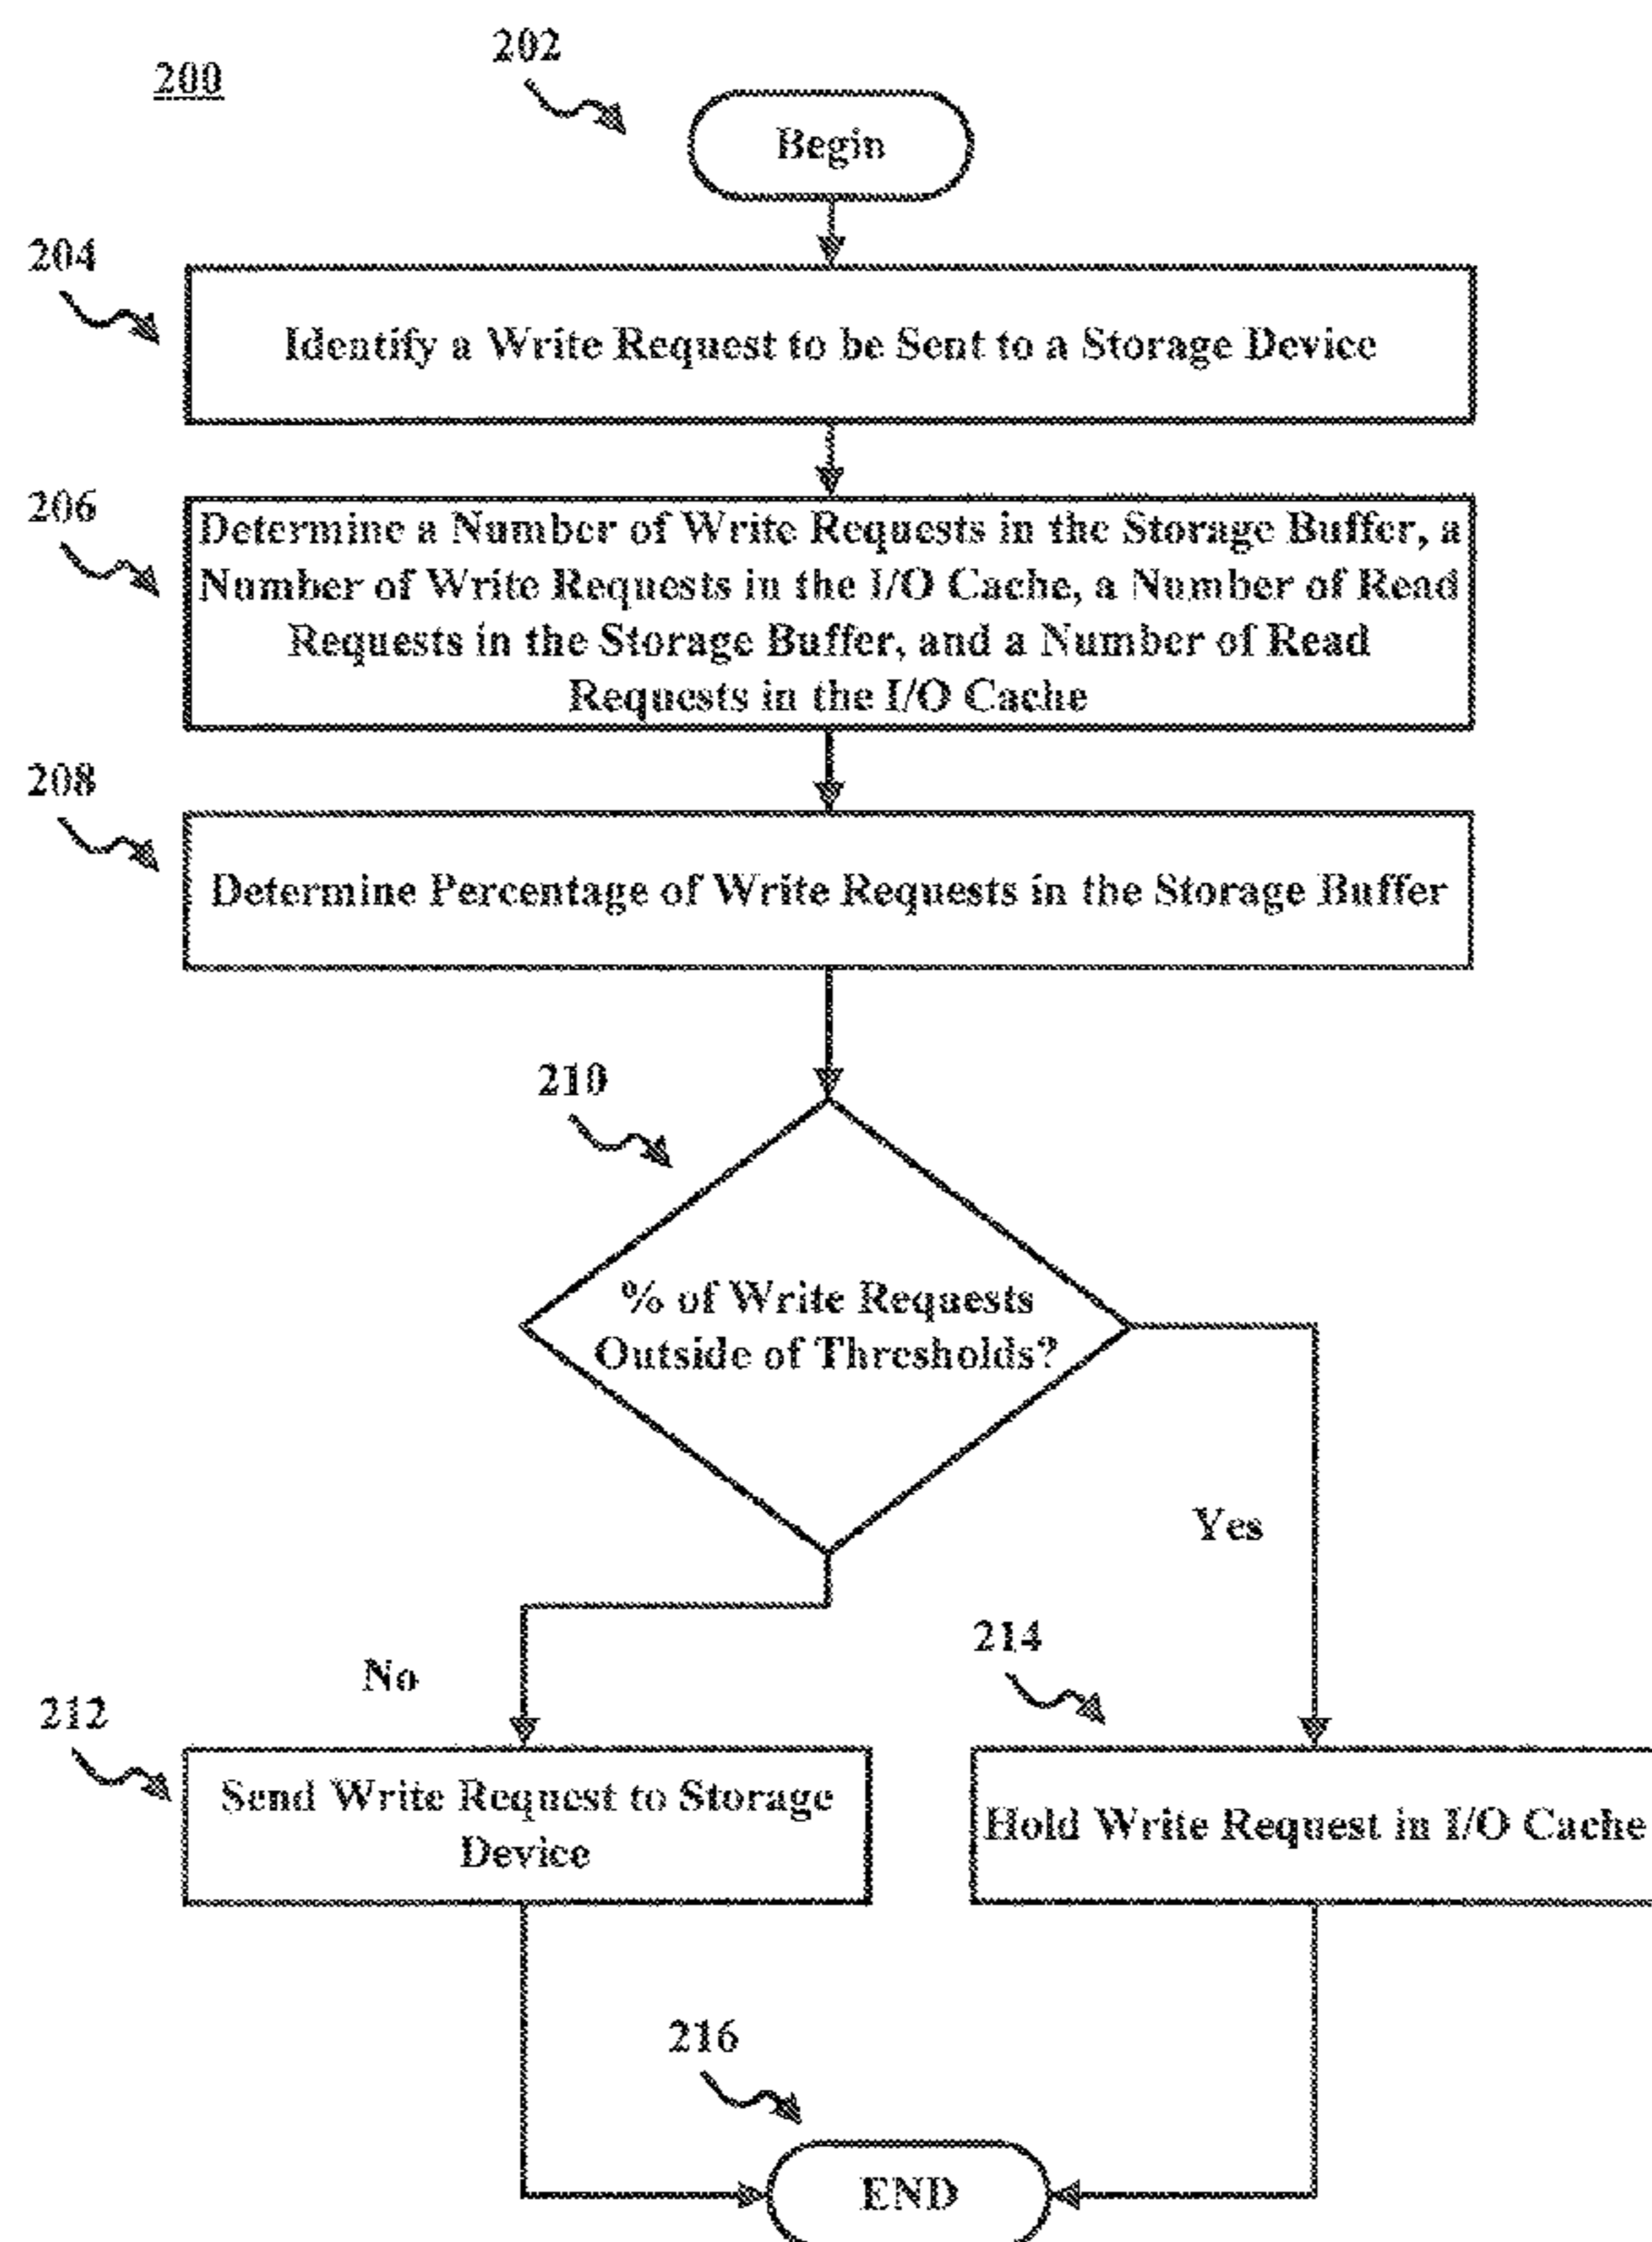 200
202
Begin
204
Identify a Write Request to be Sent to a Storage Device
206
Determine a Number of Write Requests in the Storage Buffer, a
Number of Write Requests in the I/O Cache, a Number of Read
Requests in the Storage Buffer, and a Number of Read
Requests in the I/O Cache
208
Determine Percentage of Write Requests in the Storage Buffer
210
% of Write Requests
Outside of Thresholds?
Yes
No
214
212
Send Write Request to Storage
Device
Hold Write Request in I/O Cache
216
END